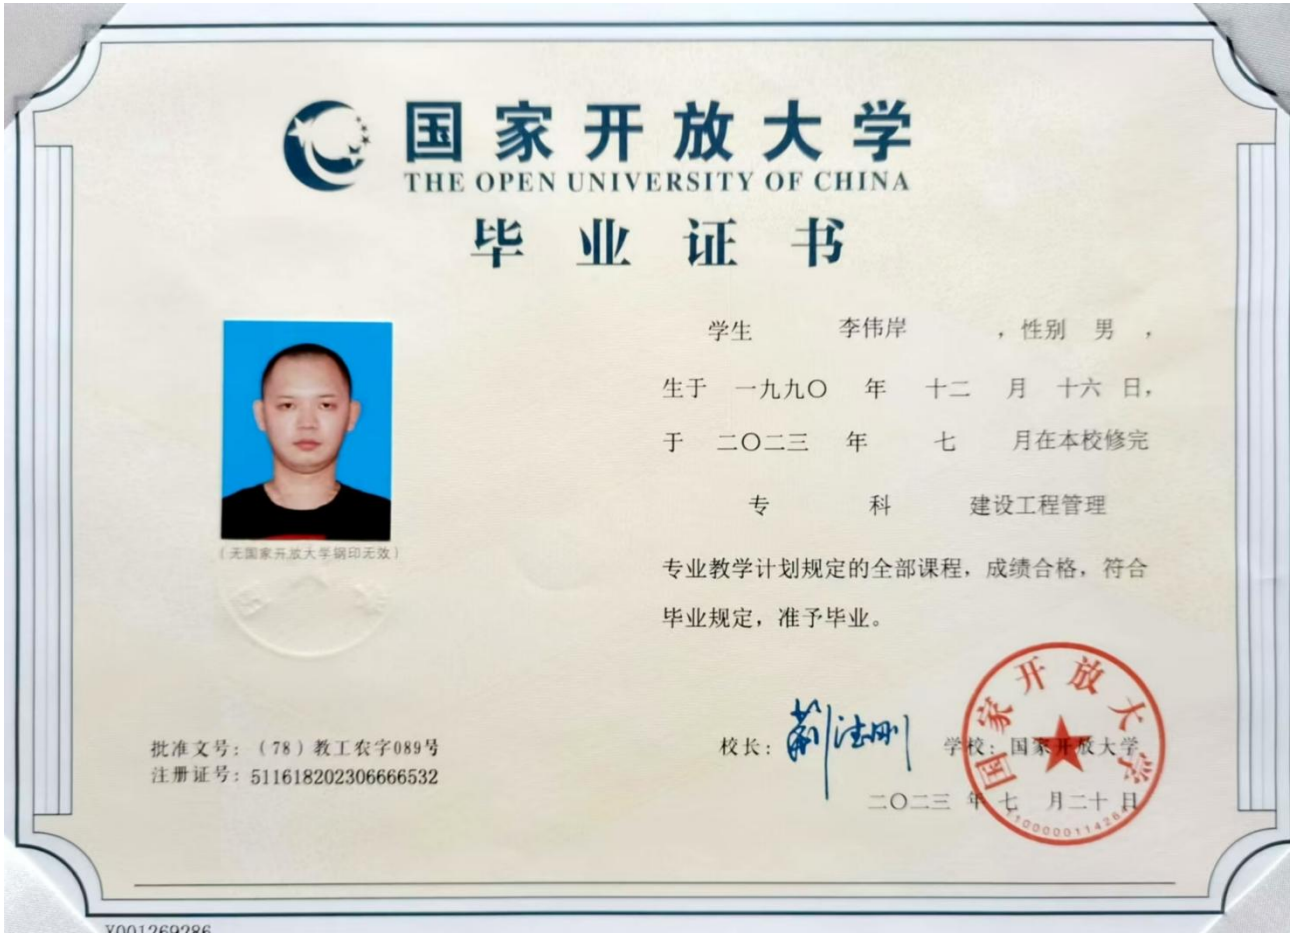 国家开放大学
THE OPEN UNIVERSITY OF CHINA
毕业证书
学生 李伟岸 ，性别 男 ，
生于 一九九〇 年 十二 月 十六 日，
于 二〇二三 年 七 月在本校修完
专 科 建设工程管理
专业教学计划规定的全部课程，成绩合格，符合
毕业规定，准予毕业。
（无国家开放大学钢印无效）
批准文号：（78）教工农字089号
注册证号：511618202306666532
校长：荆德刚
学校：国家开放大学
二〇二三 年 七 月二十日
国家开放大学
Y001269286